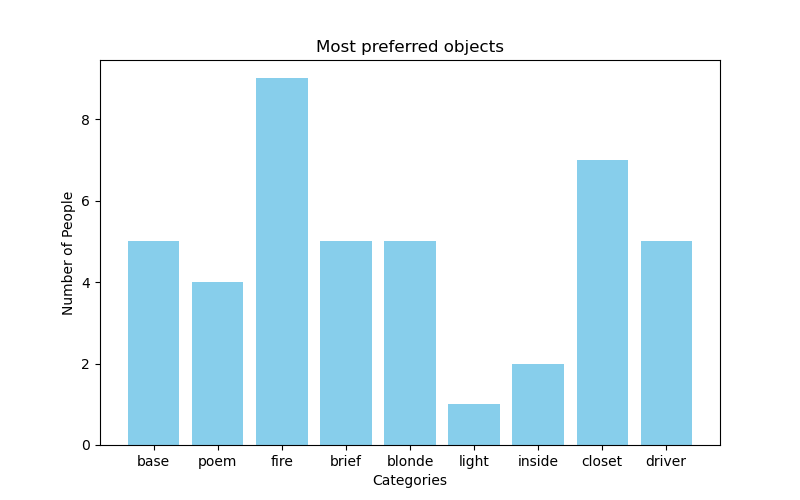 Most preferred objects
Number of People
8
6
4
2
0
base poem fire brief blonde light inside closet driver
Categories